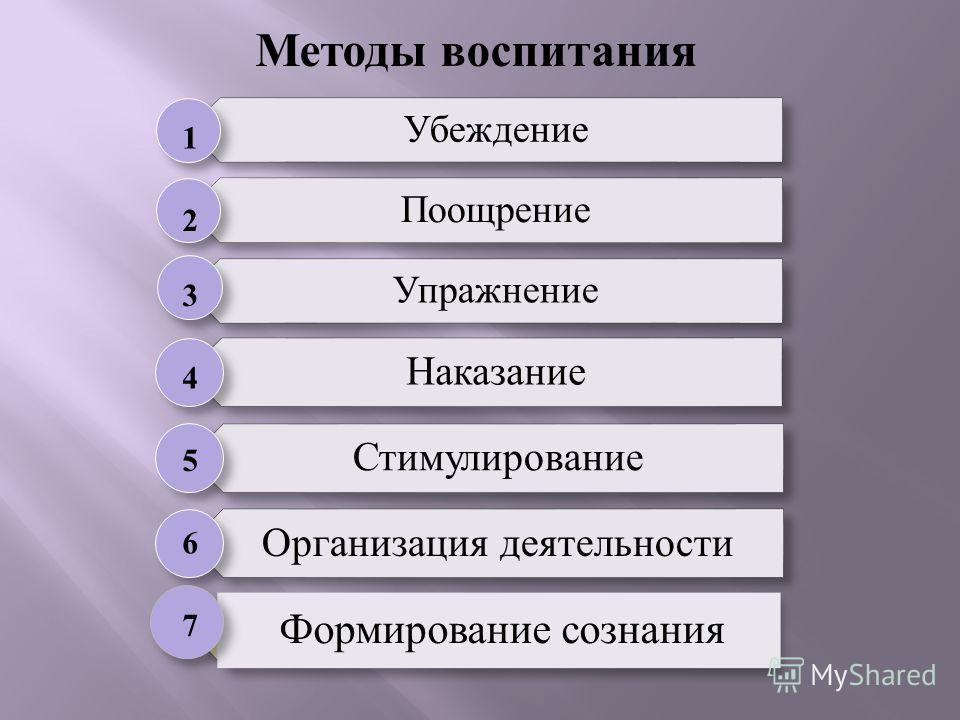 Методы воспитания
1 Убеждение
2 Поощрение
3 Упражнение
4 Наказание
5 Стимулирование
6 Организация деятельности
7 Формирование сознания
MyShared